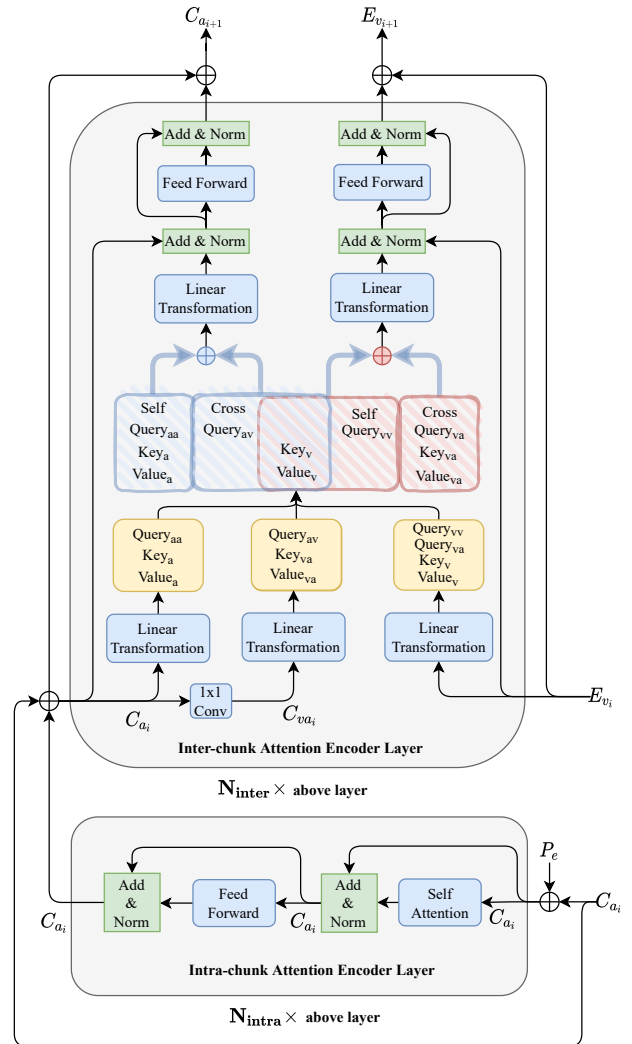 C_{a_{i+1}} E_{v_{i+1}}
Add & Norm Add & Norm
Feed Forward Feed Forward
Add & Norm Add & Norm
Linear Linear
Transformation Transformation
Self Cross Self Cross
Query_{aa} Query_{av} Query_{vv} Query_{va}
Key_a Key_v Key_{va}
Value_a Value_v Value_{va}
Query_{aa} Query_{av} Query_{vv}
Query_{va}
Key_a Key_{va} Key_v
Value_a Value_{va} Value_v
Linear Linear Linear
Transformation Transformation Transformation
1x1
Conv
C_{a_i} C_{va_i} E_{v_i}
Inter-chunk Attention Encoder Layer
N_{inter} × above layer
P_e
Add Feed Add Self
& Forward & Attention
Norm Norm
C_{a_i} C_{a_i} C_{a_i} C_{a_i}
Intra-chunk Attention Encoder Layer
N_{intra} × above layer